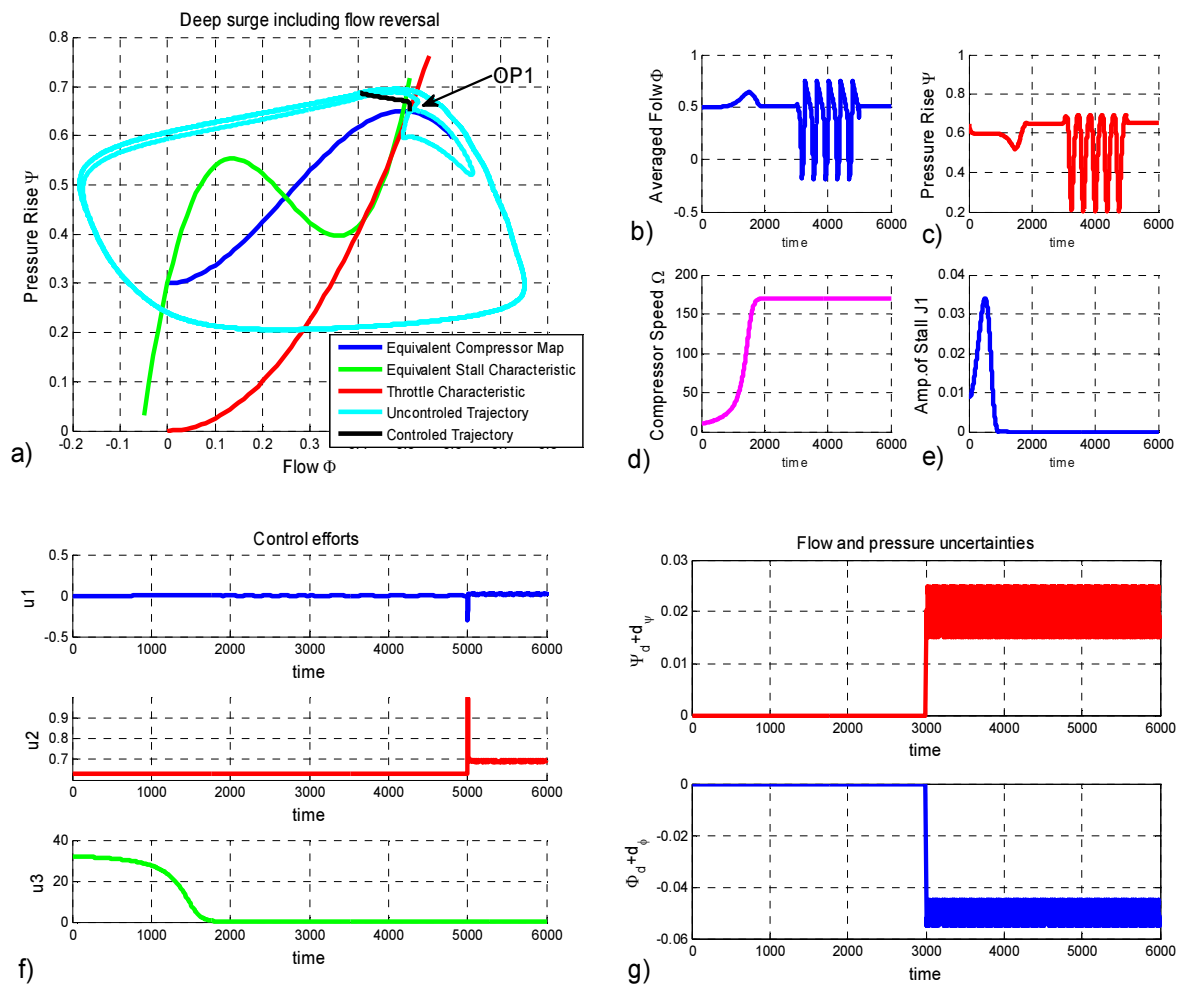 Deep surge including flow reversal
0.8
0.7
0.6
0.5
0.4
0.3
0.2
0.1
0
Pressure Rise Ψ
OP1
Equivalent Compressor Map
Equivalent Stall Characteristic
Throttle Characteristic
Uncontroled Trajectory
Controled Trajectory
-0.2 -0.1 0 0.1 0.2 0.3
Flow Φ
a)
1
0.5
0
-0.5
Averaged Folw Φ
0 2000 4000 6000
time
b)
1
0.8
0.6
0.4
0.2
Pressure Rise Ψ
0 2000 4000 6000
time
c)
200
150
100
50
0
Compressor Speed Ω
0 2000 4000 6000
time
d)
0.04
0.03
0.02
0.01
0
Amp.of Stall J1
0 2000 4000 6000
time
e)
Control efforts
0.5
0
-0.5
u1
0 1000 2000 3000 4000 5000 6000
time
0.9
0.8
0.7
u2
0 1000 2000 3000 4000 5000 6000
time
40
20
0
u3
0 1000 2000 3000 4000 5000 6000
time
f)
Flow and pressure uncertainties
0.03
0.02
0.01
0
Ψd+dψ
0 1000 2000 3000 4000 5000 6000
time
0
-0.02
-0.04
-0.06
Φd+dϕ
0 1000 2000 3000 4000 5000 6000
time
g)